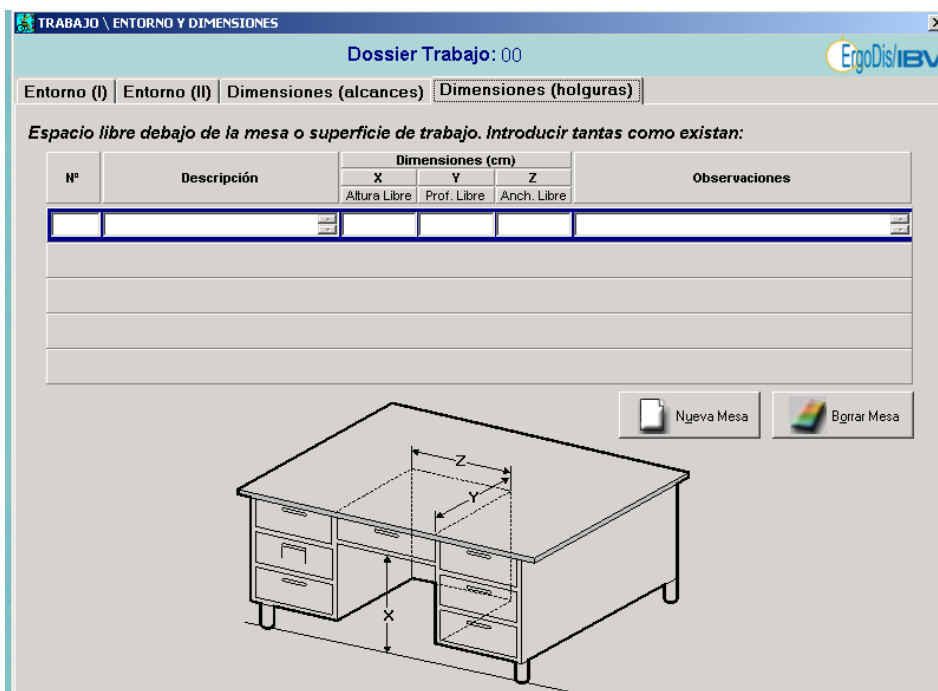 TRABAJO \ ENTORNO Y DIMENSIONES
Dossier Trabajo: 00
ErgoDis/IBV
Entorno (I) Entorno (II) Dimensiones (alcances) Dimensiones (holguras)
Espacio libre debajo de la mesa o superficie de trabajo. Introducir tantas como existan:
Nº Descripción Dimensiones (cm) Observaciones
X Y Z
Altura Libre Prof. Libre Anch. Libre
Nueva Mesa Borrar Mesa
Z
Y
X